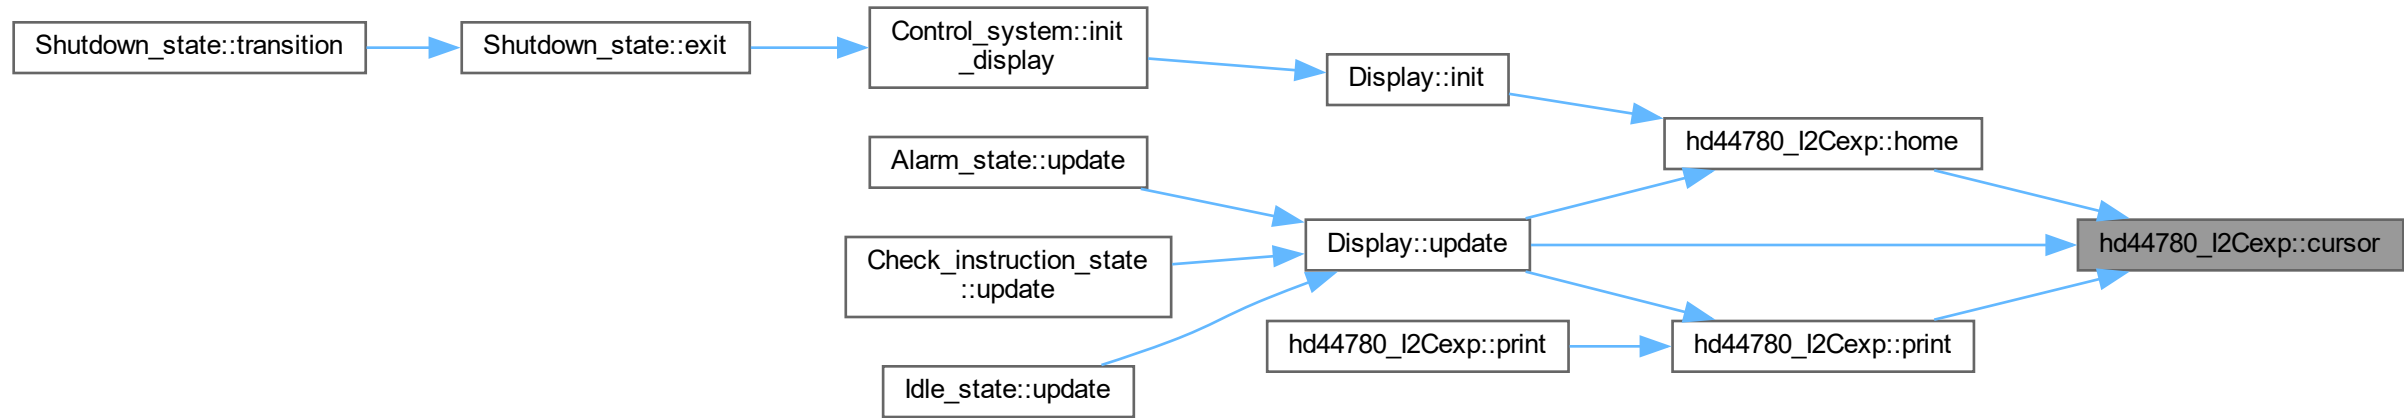 Shutdown_state::transition
Shutdown_state::exit
Control_system::init
_display
Display::init
hd44780_I2Cexp::home
Alarm_state::update
Check_instruction_state
::update
Idle_state::update
Display::update
hd44780_I2Cexp::print
hd44780_I2Cexp::print
hd44780_I2Cexp::cursor